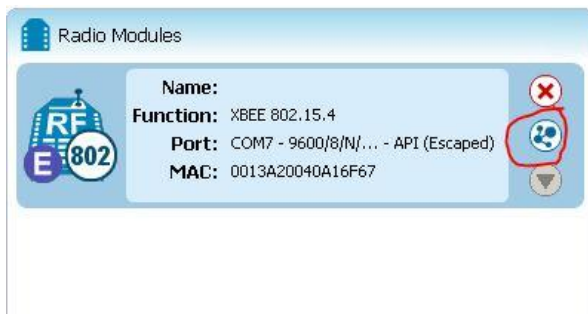 Radio Modules
Name:
Function: XBEE 802.15.4
Port: COM7 - 9600/8/N/... - API (Escaped)
MAC: 0013A20040A16F67
RF
E
802